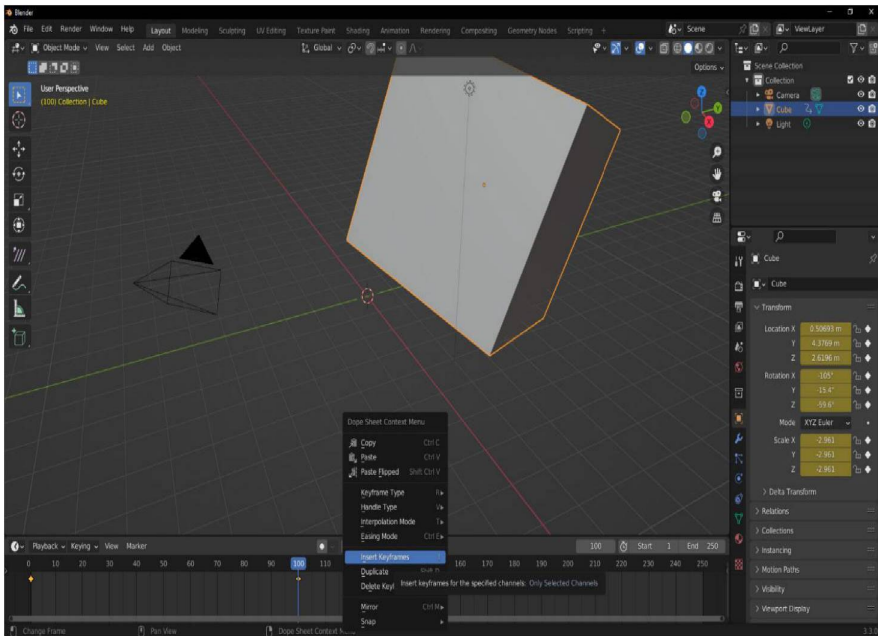 Blender
File Edit Render Window Help Layout Modeling Sculpting UV Editing Texture Paint Shading Animation Rendering Compositing Geometry Nodes Scripting + Scene ViewLayer
Object Mode View Select Add Object Global
Options
User Perspective
(100) Collection | Cube
Scene Collection
Collection
Camera
Cube
Light
Cube
Cube
Transform
Location X 0.50693 m
Y 4.3769 m
Z 2.6196 m
Rotation X -105°
Y -15.4°
Z -59.6°
Mode XYZ Euler
Scale X -2.961
Y -2.961
Z -2.961
Delta Transform
Relations
Collections
Instancing
Motion Paths
Visibility
Viewport Display
Dope Sheet Context Menu
Copy Ctrl C
Paste Ctrl V
Paste Flipped Shift Ctrl V
Keyframe Type R
Handle Type V
Interpolation Mode T
Easing Mode Ctrl E
Insert Keyframes I
Duplicate
Delete Keyf
Insert keyframes for the specified channels: Only Selected Channels
Mirror Ctrl M
Snap
Playback Keying View Marker 100 Start 1 End 250
0 10 20 30 40 50 60 70 80 90 100 110 160 170 180 190 200 210 220 230 240 250
Change Frame Pan View Dope Sheet Context 3.3.0